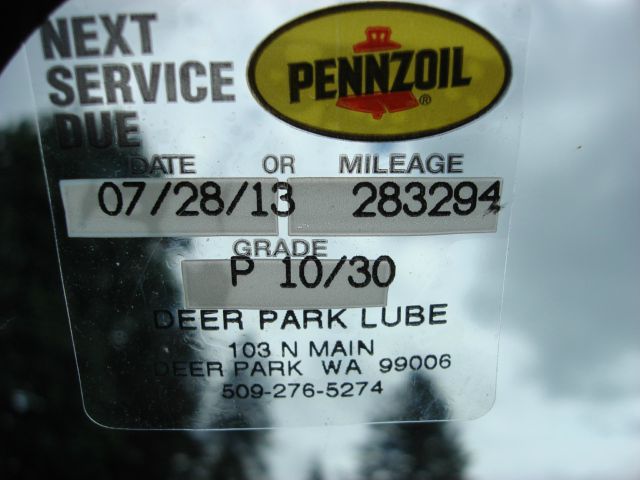 NEXT
SERVICE
DUE
PENNZOIL®
DATE OR MILEAGE
07/28/13 283294
GRADE
P 10/30
DEER PARK LUBE
103 N MAIN
DEER PARK WA 99006
509-276-5274